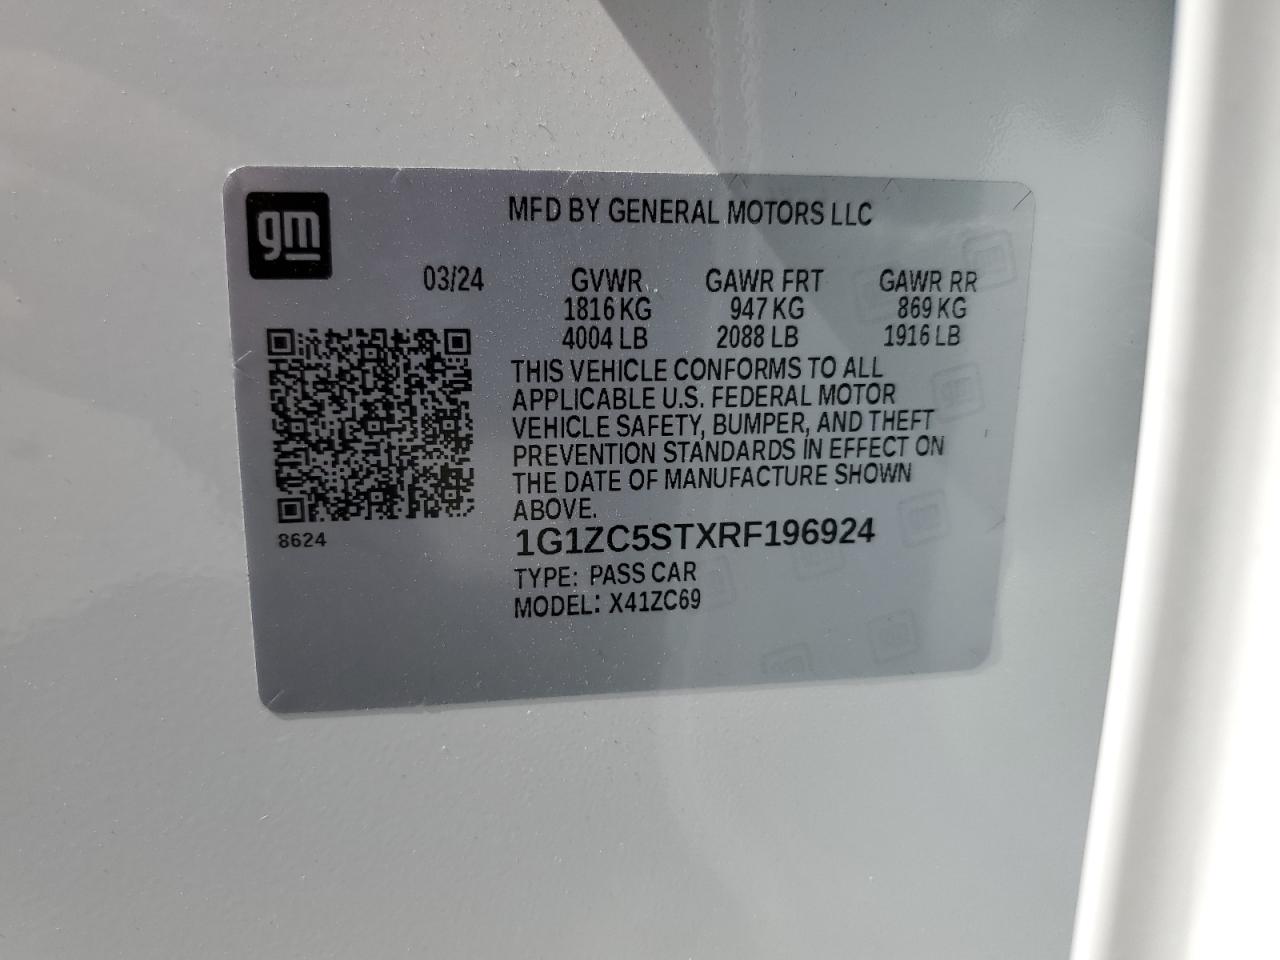 gm
MFD BY GENERAL MOTORS LLC
03/24 GVWR GAWR FRT GAWR RR
1816 KG 947 KG 869 KG
4004 LB 2088 LB 1916 LB
THIS VEHICLE CONFORMS TO ALL
APPLICABLE U.S. FEDERAL MOTOR
VEHICLE SAFETY, BUMPER, AND THEFT
PREVENTION STANDARDS IN EFFECT ON
THE DATE OF MANUFACTURE SHOWN
ABOVE.
8624
1G1ZC5STXRF196924
TYPE: PASS CAR
MODEL: X41ZC69